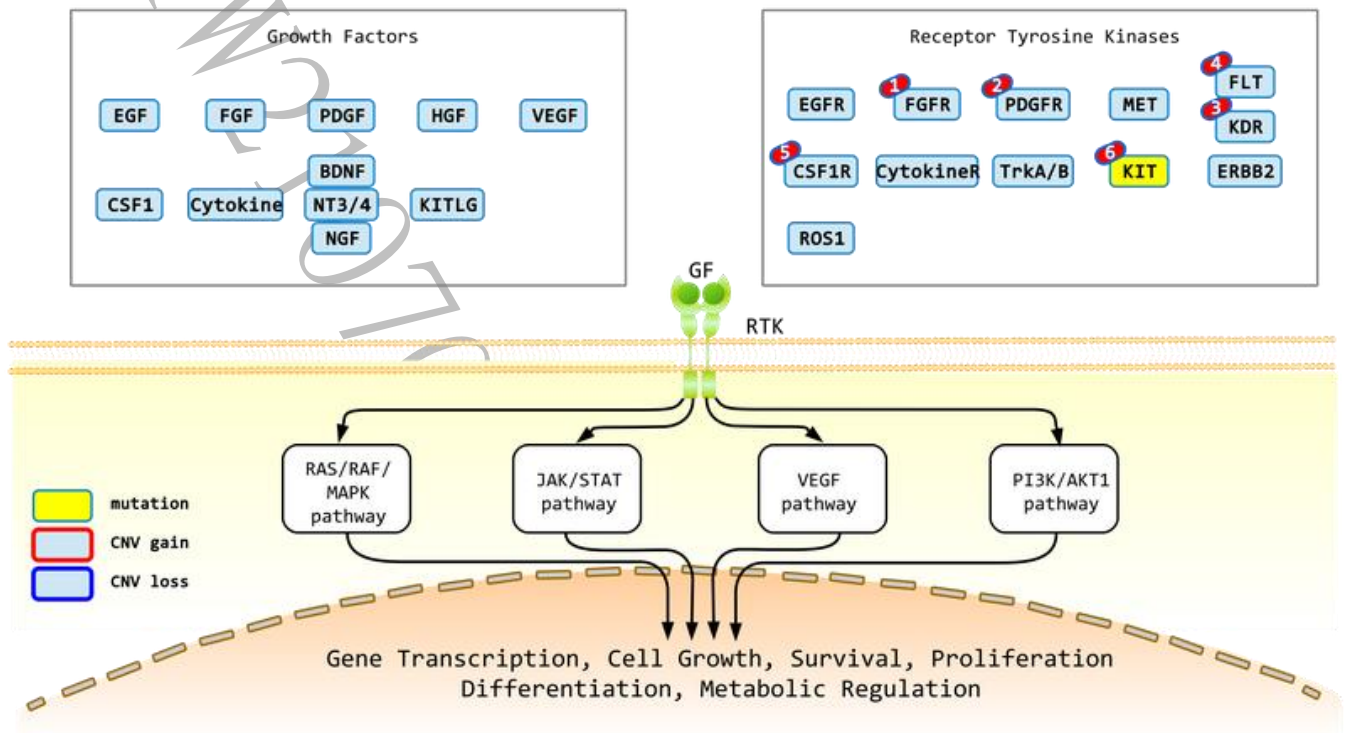 Growth Factors
EGF
FGF
PDGF
HGF
VEGF
BDNF
CSF1
Cytokine
NT3/4
KITLG
NGF
Receptor Tyrosine Kinases
4
FLT
EGFR
1
FGFR
2
PDGFR
MET
3
KDR
5
CSF1R
CytokineR
TrkA/B
6
KIT
ERBB2
ROS1
GF
RTK
RAS/RAF/
MAPK
pathway
JAK/STAT
pathway
VEGF
pathway
PI3K/AKT1
pathway
mutation
CNV gain
CNV loss
Gene Transcription, Cell Growth, Survival, Proliferation
Differentiation, Metabolic Regulation